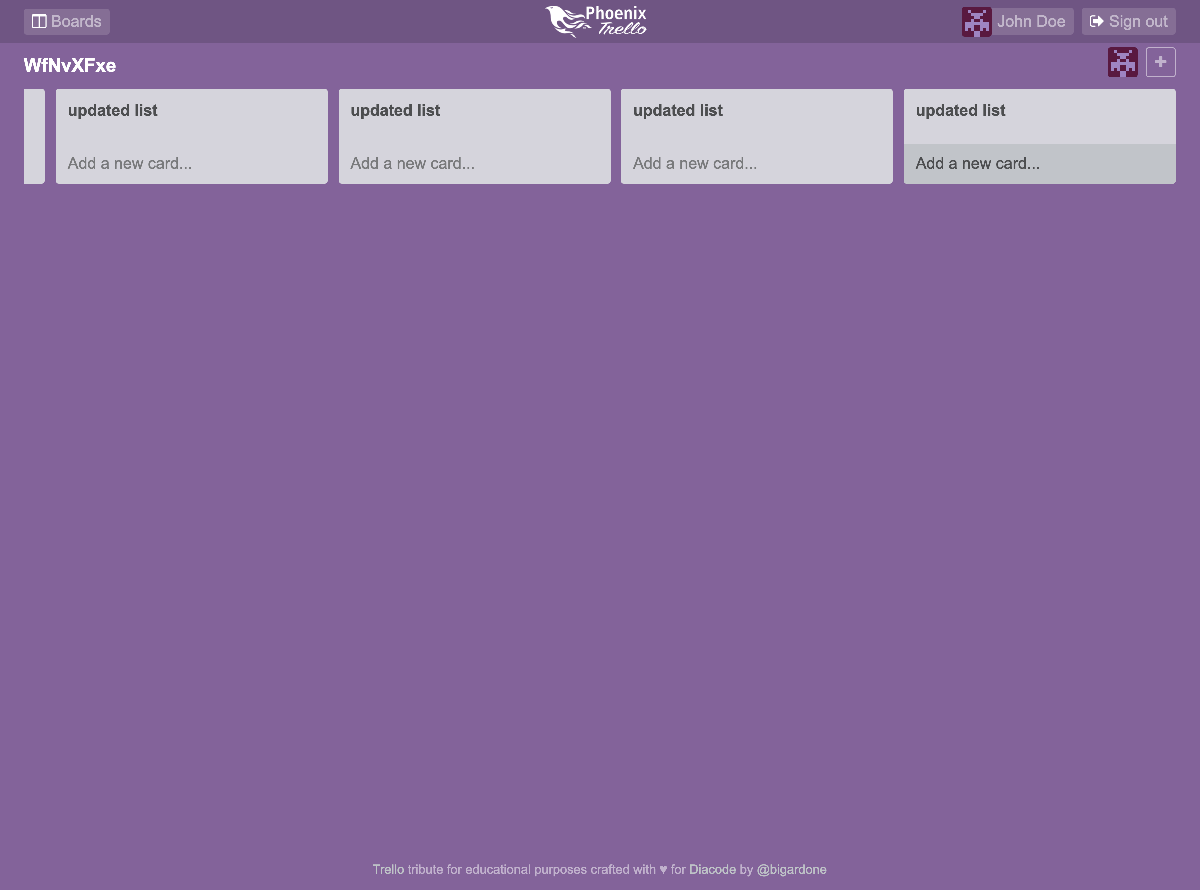 Boards
Phoenix
Trello
John Doe
Sign out
WfNvXFxe
+
updated list
Add a new card...
updated list
Add a new card...
updated list
Add a new card...
updated list
Add a new card...
Trello tribute for educational purposes crafted with ♥ for Diacode by @bigardone